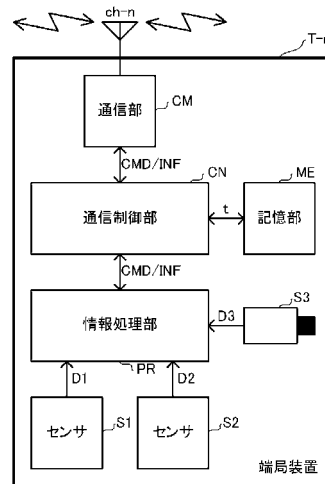 ch-n
T-n
通信部
CM
CMD/INF
CN
ME
通信制御部
t
記憶部
CMD/INF
S3
情報処理部
D3
PR
D1
D2
センサ
S1
センサ
S2
端局装置